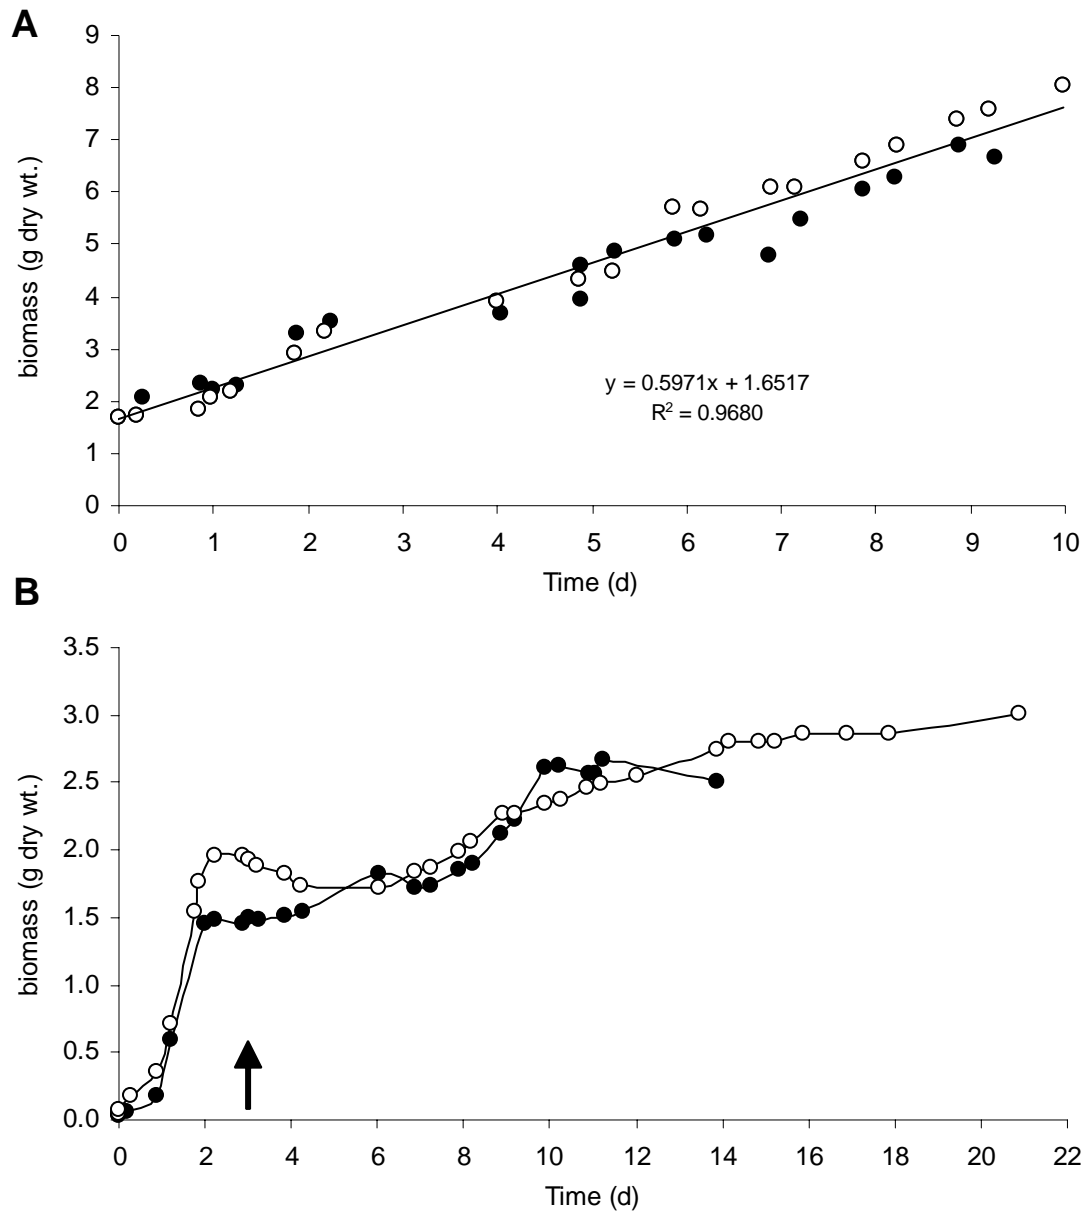 A
9
8
7
6
5
4
3
2
1
0
biomass (g dry wt.)
y = 0.5971x + 1.6517
R² = 0.9680
0 1 2 3 4 5 6 7 8 9 10
Time (d)
B
3.5
3.0
2.5
2.0
1.5
1.0
0.5
0.0
biomass (g dry wt.)
0 2 4 6 8 10 12 14 16 18 20 22
Time (d)